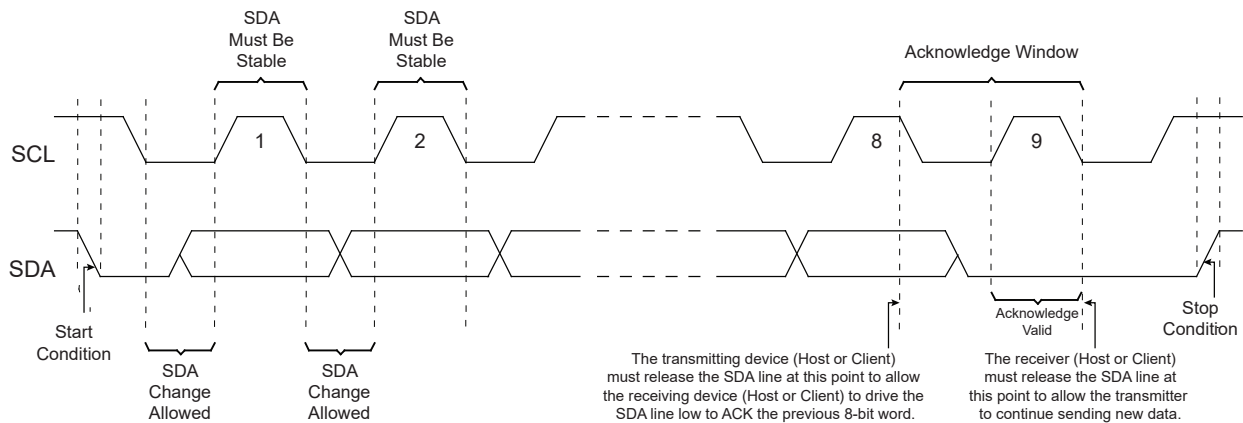 SDA
Must Be
Stable
SDA
Must Be
Stable
Acknowledge Window
SCL
1
2
8
9
SDA
Start
Condition
SDA
Change
Allowed
SDA
Change
Allowed
Acknowledge
Valid
Stop
Condition
The transmitting device (Host or Client)
must release the SDA line at this point to allow
the receiving device (Host or Client) to drive the
SDA line low to ACK the previous 8-bit word.
The receiver (Host or Client)
must release the SDA line at
this point to allow the transmitter
to continue sending new data.